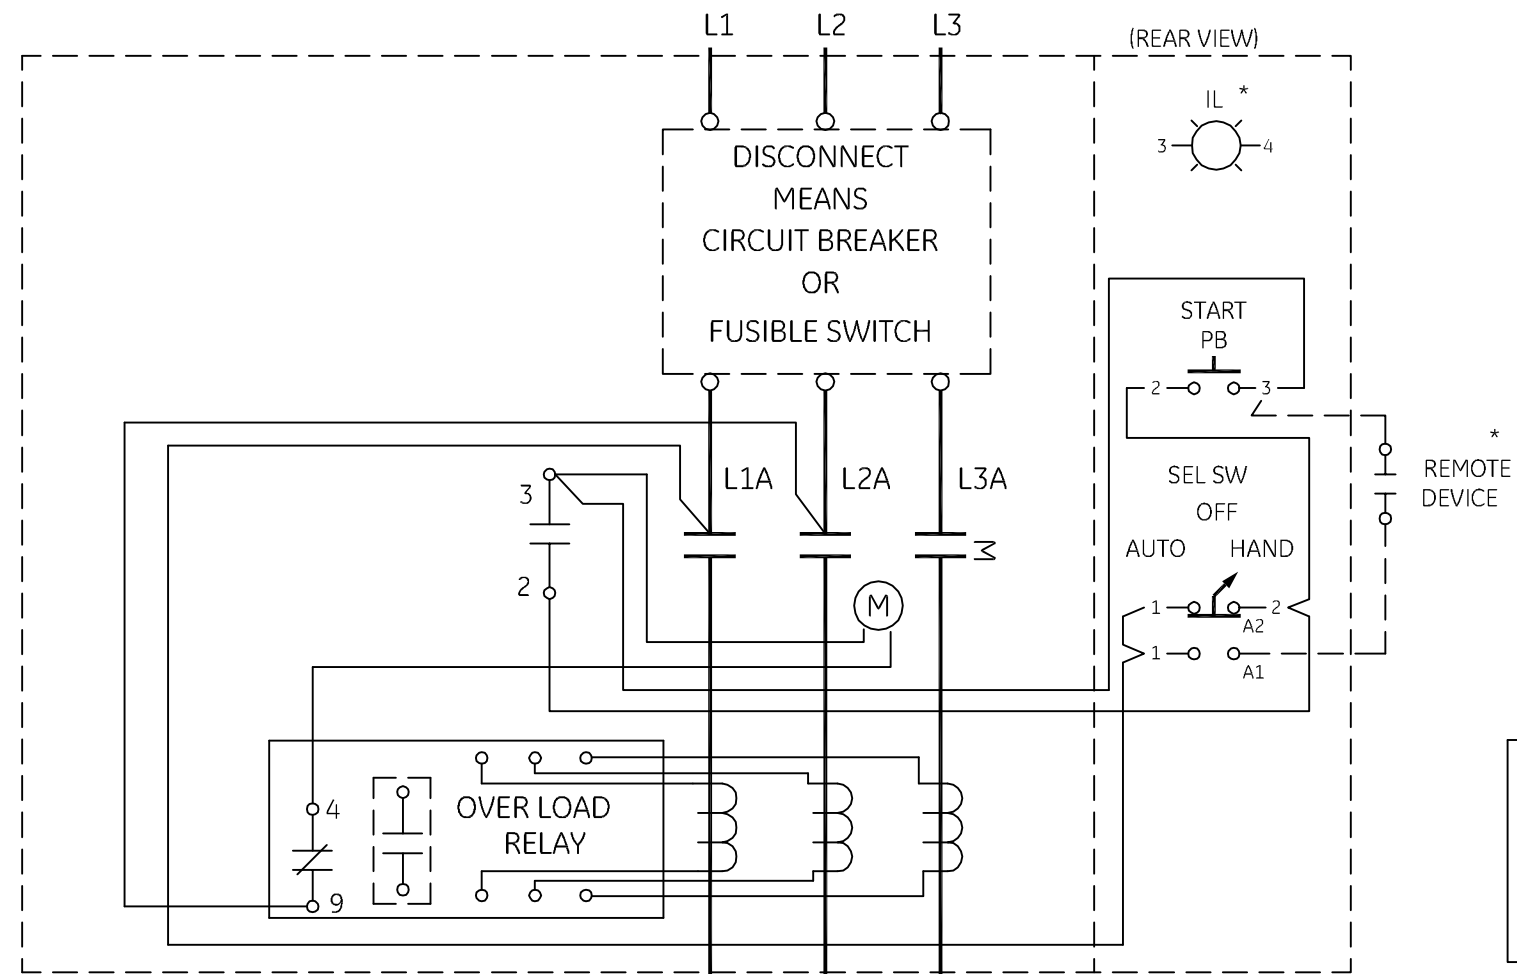 L1 L2 L3
(REAR VIEW)
IL *
3 4
DISCONNECT
MEANS
CIRCUIT BREAKER
OR
FUSIBLE SWITCH
START
PB
2 3
L1A L2A L3A
M
3
2
M
SEL SW
OFF
AUTO HAND
1 2
A2
1
A1
*
REMOTE
DEVICE
4
OVER LOAD
RELAY
9